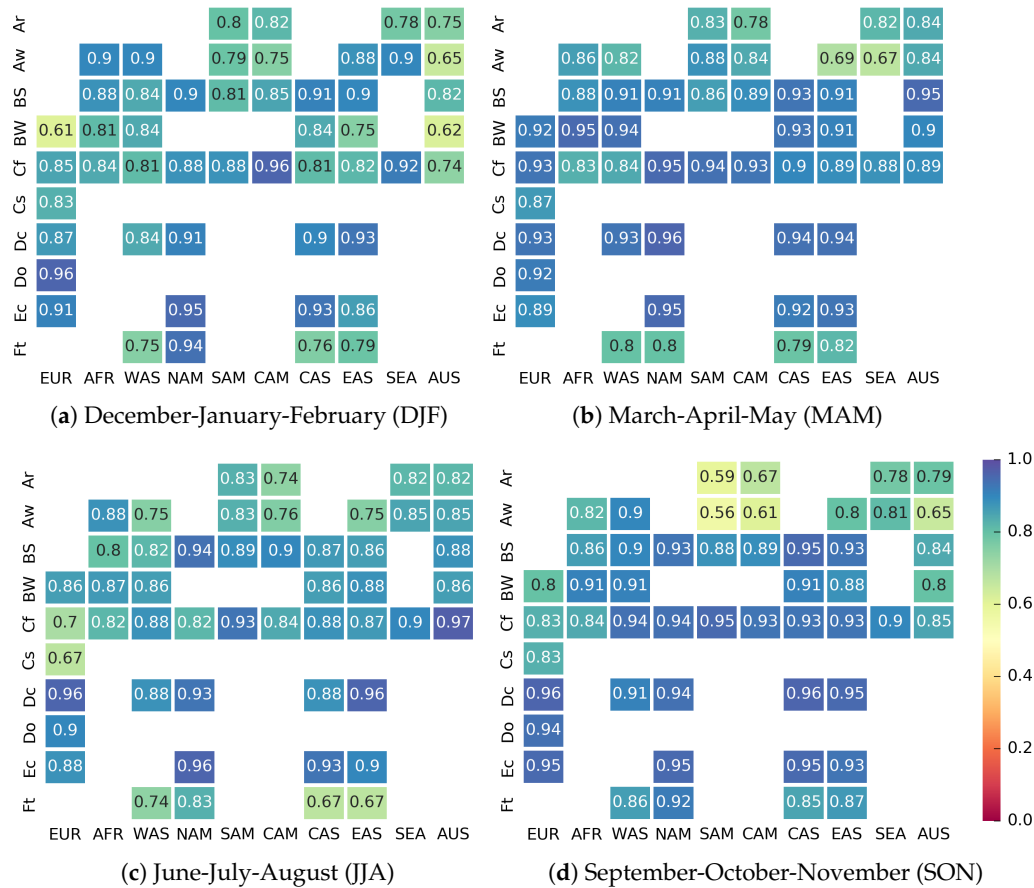 Ar 0.8 0.82 0.78 0.75
Aw 0.9 0.9 0.79 0.75 0.88 0.9 0.65
BS 0.88 0.84 0.9 0.81 0.85 0.91 0.9 0.82
BW 0.61 0.81 0.84 0.84 0.75 0.62
Cf 0.85 0.84 0.81 0.88 0.88 0.96 0.81 0.82 0.92 0.74
Cs 0.83
Dc 0.87 0.84 0.91 0.9 0.93
Do 0.96
Ec 0.91 0.95 0.93 0.86
Ft 0.75 0.94 0.76 0.79
EUR AFR WAS NAM SAM CAM CAS EAS SEA AUS
(a) December-January-February (DJF)
Ar 0.83 0.78 0.82 0.84
Aw 0.86 0.82 0.88 0.84 0.69 0.67 0.84
BS 0.88 0.91 0.91 0.86 0.89 0.93 0.91 0.95
BW 0.92 0.95 0.94 0.93 0.91 0.9
Cf 0.93 0.83 0.84 0.95 0.94 0.93 0.9 0.89 0.88 0.89
Cs 0.87
Dc 0.93 0.93 0.96 0.94 0.94
Do 0.92
Ec 0.89 0.95 0.92 0.93
Ft 0.8 0.8 0.79 0.82
EUR AFR WAS NAM SAM CAM CAS EAS SEA AUS
(b) March-April-May (MAM)
Ar 0.83 0.74 0.82 0.82
Aw 0.88 0.75 0.83 0.76 0.75 0.85 0.85
BS 0.8 0.82 0.94 0.89 0.9 0.87 0.86 0.88
BW 0.86 0.87 0.86 0.86 0.88 0.86
Cf 0.7 0.82 0.88 0.82 0.93 0.84 0.88 0.87 0.9 0.97
Cs 0.67
Dc 0.96 0.88 0.93 0.88 0.96
Do 0.9
Ec 0.88 0.96 0.93 0.9
Ft 0.74 0.83 0.67 0.67
EUR AFR WAS NAM SAM CAM CAS EAS SEA AUS
(c) June-July-August (JJA)
Ar 0.59 0.67 0.78 0.79
Aw 0.82 0.9 0.56 0.61 0.8 0.81 0.65
BS 0.86 0.9 0.93 0.88 0.89 0.95 0.93 0.84
BW 0.8 0.91 0.91 0.91 0.88 0.8
Cf 0.83 0.84 0.94 0.94 0.95 0.93 0.93 0.93 0.9 0.85
Cs 0.83
Dc 0.96 0.91 0.94 0.96 0.95
Do 0.94
Ec 0.95 0.95 0.95 0.93
Ft 0.86 0.92 0.85 0.87
EUR AFR WAS NAM SAM CAM CAS EAS SEA AUS
(d) September-October-November (SON)
1.0
0.8
0.6
0.4
0.2
0.0